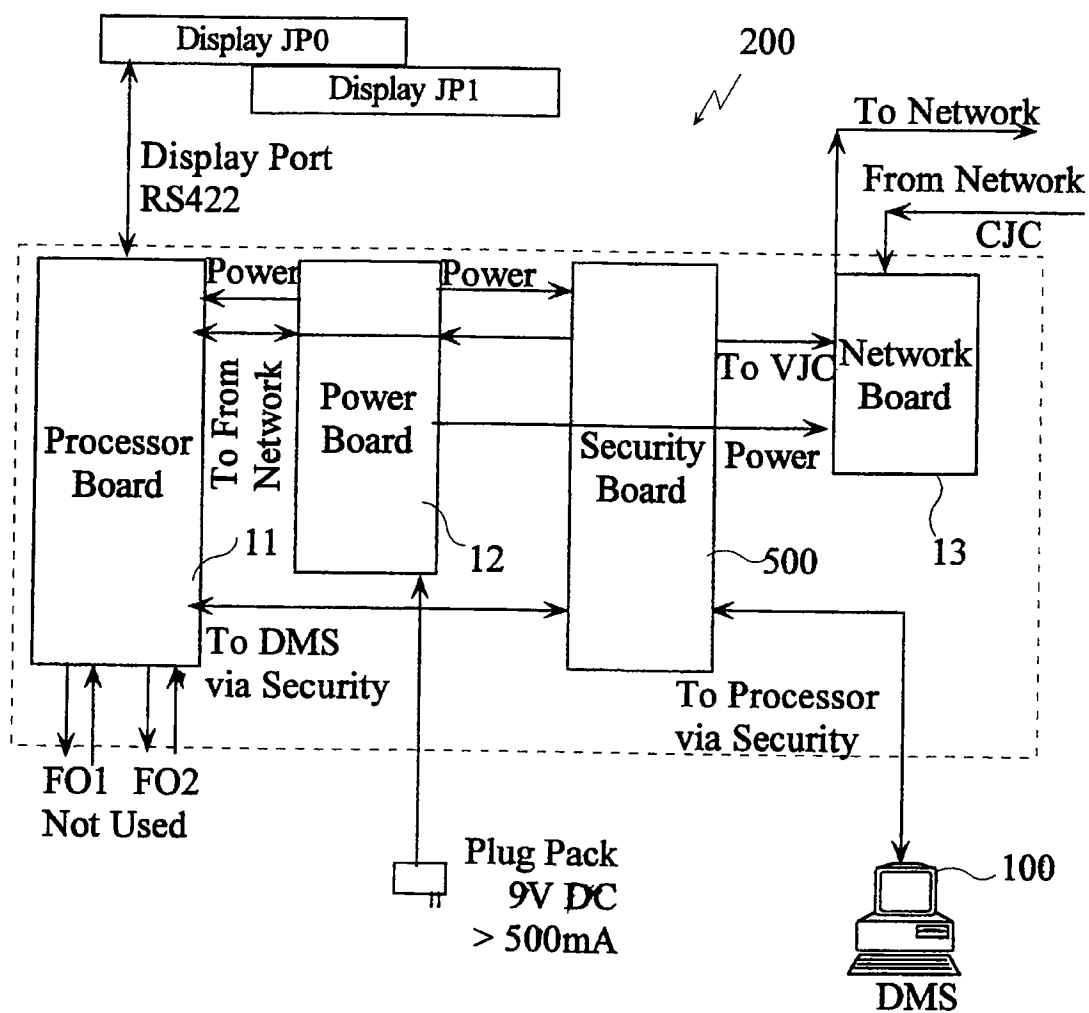 Display JP0
Display JP1
200
To Network
From Network
CJC
Display Port
RS422
Power
Power
To From
Network
Processor
Board
Power
Board
Security
Board
To VJC
Power
Network
Board
11
12
500
13
To DMS
via Security
To Processor
via Security
FO1
FO2
Not Used
Plug Pack
9V DC
> 500mA
100
DMS